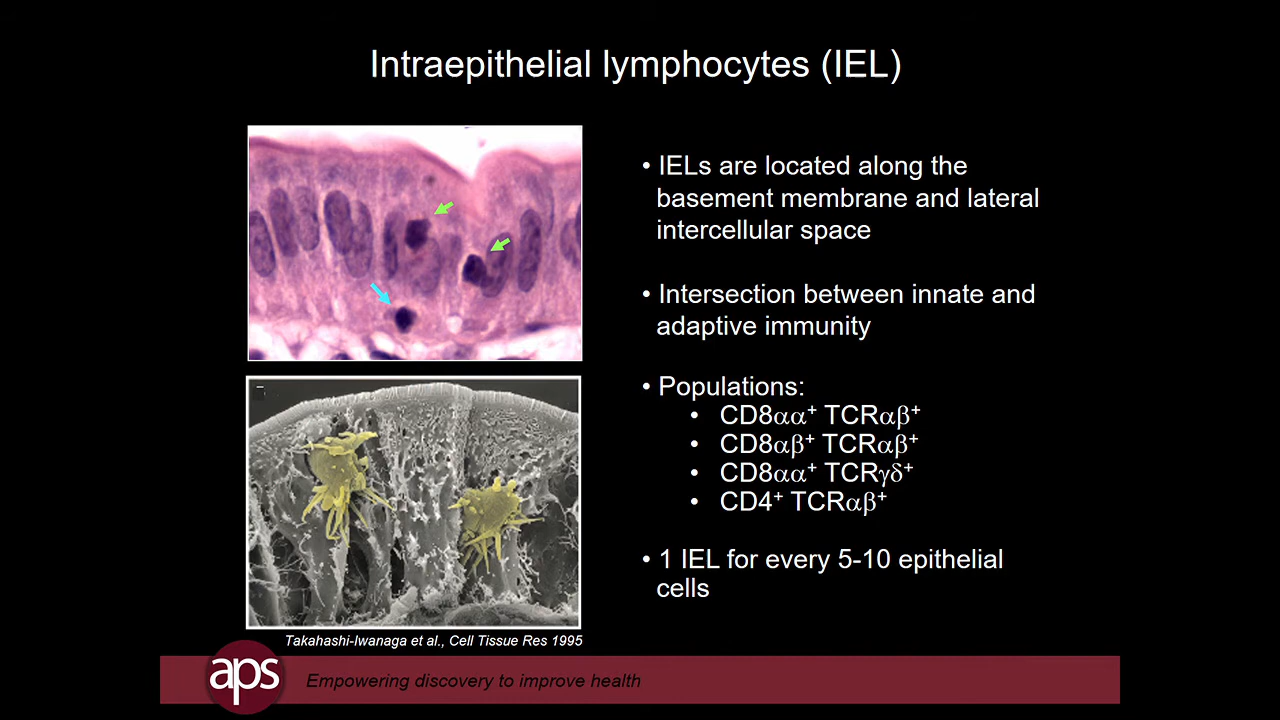 Intraepithelial lymphocytes (IEL)
• IELs are located along the
basement membrane and lateral
intercellular space
• Intersection between innate and
adaptive immunity
• Populations:
• CD8αα⁺ TCRαβ⁺
• CD8αβ⁺ TCRαβ⁺
• CD8αα⁺ TCRγδ⁺
• CD4⁺ TCRαβ⁺
• 1 IEL for every 5-10 epithelial
cells
Takahashi-Iwanaga et al., Cell Tissue Res 1995
aps
Empowering discovery to improve health